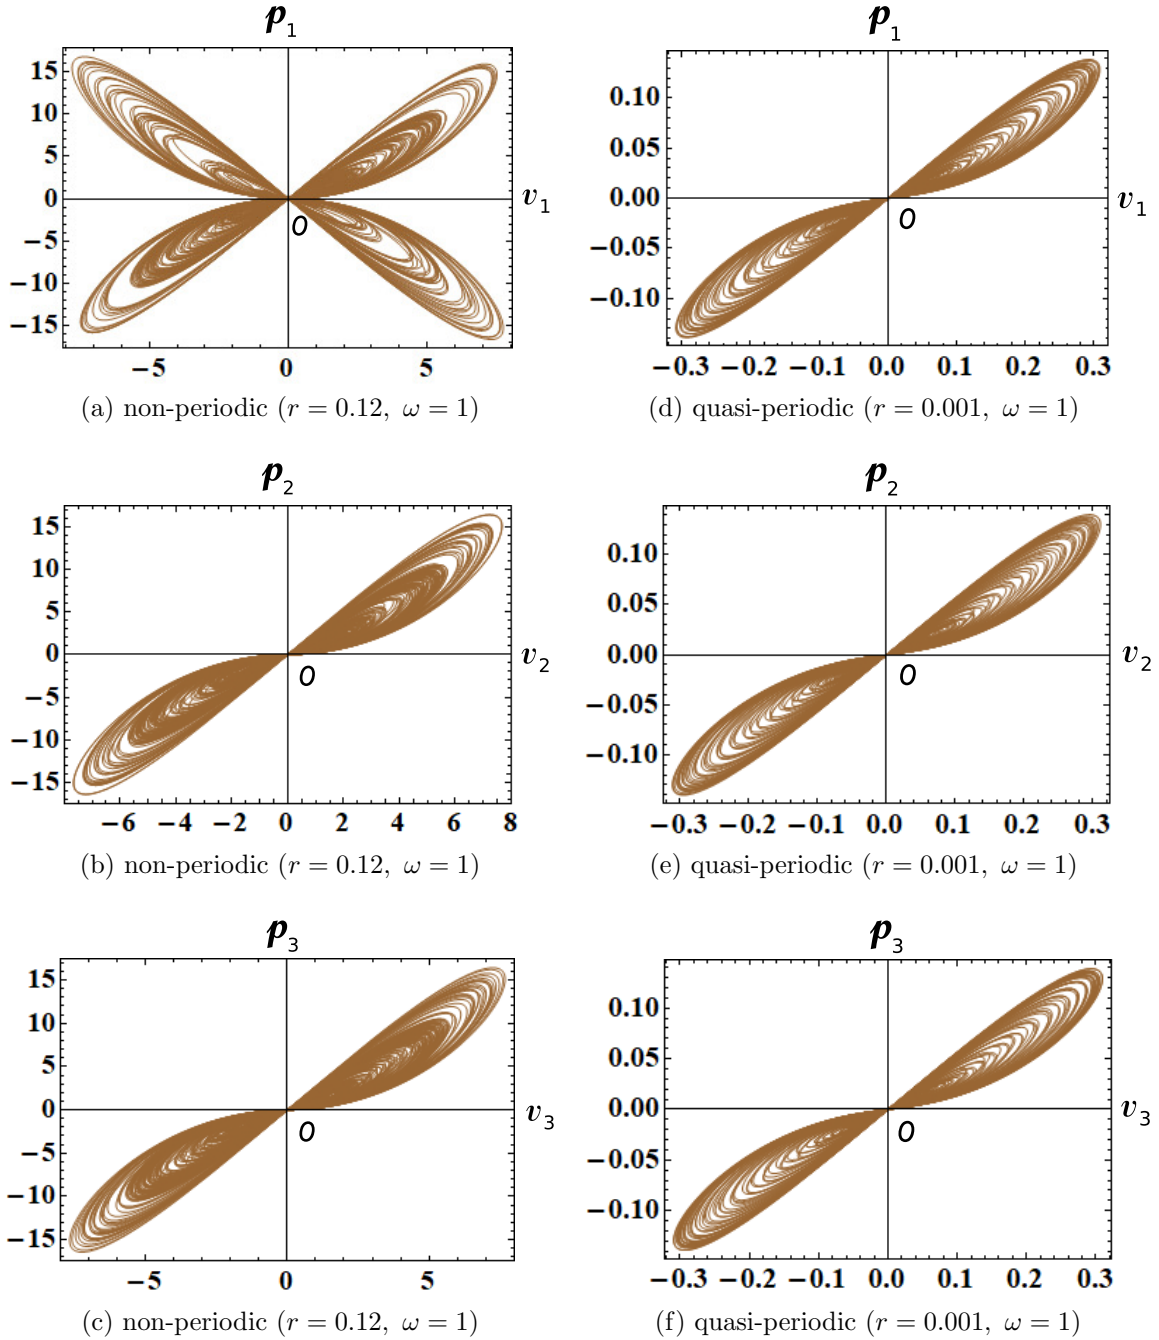 p1
15
10
5
0
−5
−10
−15
v1
O
−5 0 5
(a) non-periodic (r = 0.12, ω = 1)
p1
0.10
0.05
0.00
−0.05
−0.10
v1
O
−0.3 −0.2 −0.1 0.0 0.1 0.2 0.3
(d) quasi-periodic (r = 0.001, ω = 1)
p2
15
10
5
0
−5
−10
−15
v2
O
−6 −4 −2 0 2 4 6 8
(b) non-periodic (r = 0.12, ω = 1)
p2
0.10
0.05
0.00
−0.05
−0.10
v2
O
−0.3 −0.2 −0.1 0.0 0.1 0.2 0.3
(e) quasi-periodic (r = 0.001, ω = 1)
p3
15
10
5
0
−5
−10
−15
v3
O
−5 0 5
(c) non-periodic (r = 0.12, ω = 1)
p3
0.10
0.05
0.00
−0.05
−0.10
v3
O
−0.3 −0.2 −0.1 0.0 0.1 0.2 0.3
(f) quasi-periodic (r = 0.001, ω = 1)